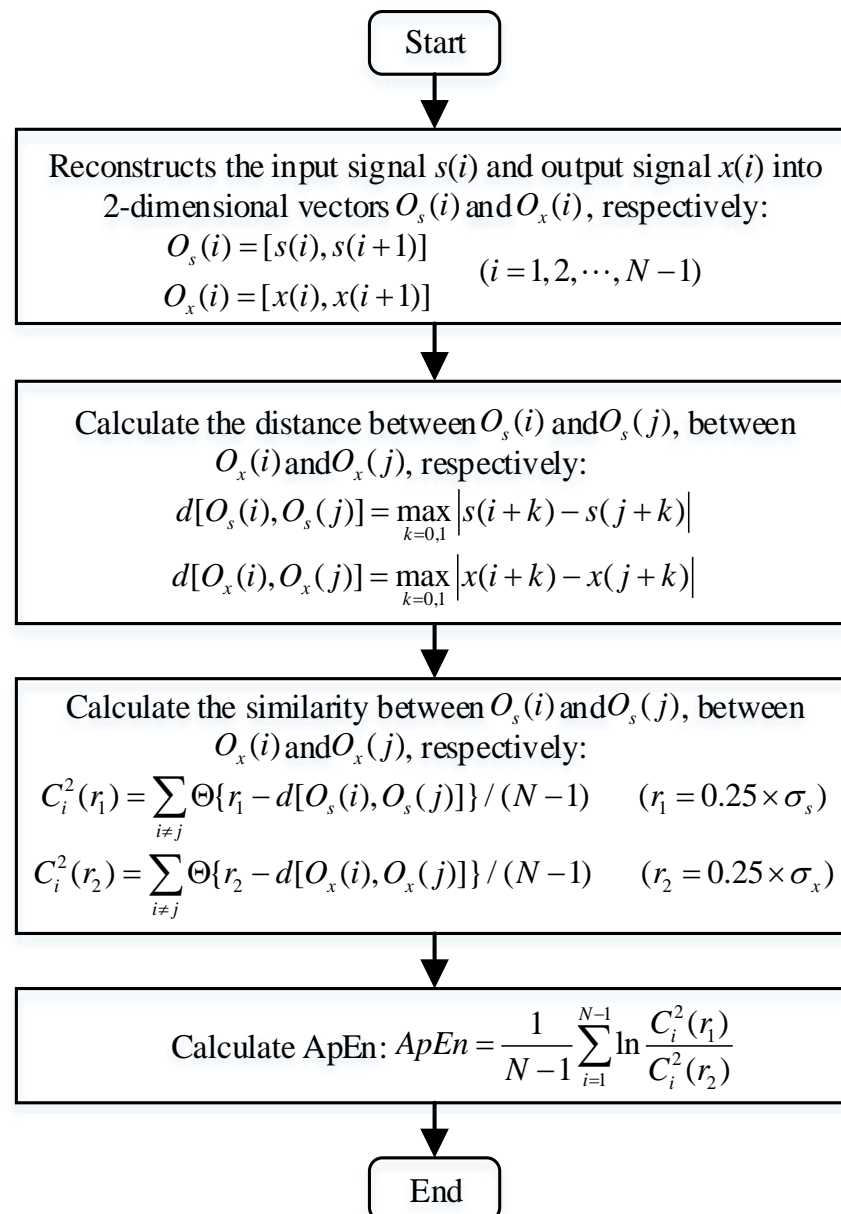 Start
Reconstructs the input signal s(i) and output signal x(i) into
2-dimensional vectors O_s(i) and O_x(i), respectively:
O_s(i) = [s(i), s(i+1)]
(i = 1, 2, ⋯, N − 1)
O_x(i) = [x(i), x(i+1)]
Calculate the distance between O_s(i) and O_s(j), between
O_x(i) and O_x(j), respectively:
d[O_s(i), O_s(j)] = max_{k=0,1} |s(i+k) − s(j+k)|
d[O_x(i), O_x(j)] = max_{k=0,1} |x(i+k) − x(j+k)|
Calculate the similarity between O_s(i) and O_s(j), between
O_x(i) and O_x(j), respectively:
C_i^2(r_1) = ∑_{i≠j} Θ{r_1 − d[O_s(i), O_s(j)]} / (N − 1) (r_1 = 0.25 × σ_s)
C_i^2(r_2) = ∑_{i≠j} Θ{r_2 − d[O_x(i), O_x(j)]} / (N − 1) (r_2 = 0.25 × σ_x)
Calculate ApEn: ApEn = \frac{1}{N−1} ∑_{i=1}^{N−1} ln \frac{C_i^2(r_1)}{C_i^2(r_2)}
End